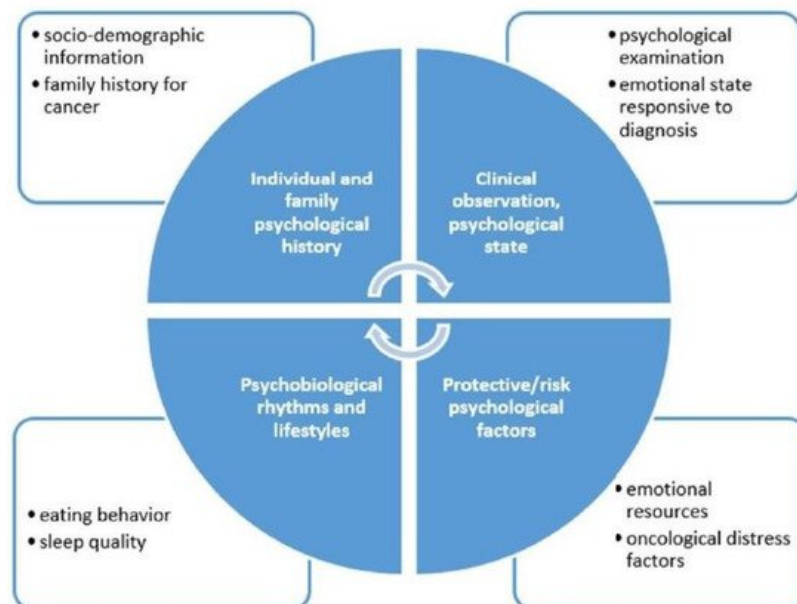 • socio-demographic
information
• family history for
cancer
• psychological
examination
• emotional state
responsive to
diagnosis
Individual and
family
psychological
history
Clinical
observation,
psychological
state
Psychobiological
rhythms and
lifestyles
Protective/risk
psychological
factors
• eating behavior
• sleep quality
• emotional
resources
• oncological distress
factors